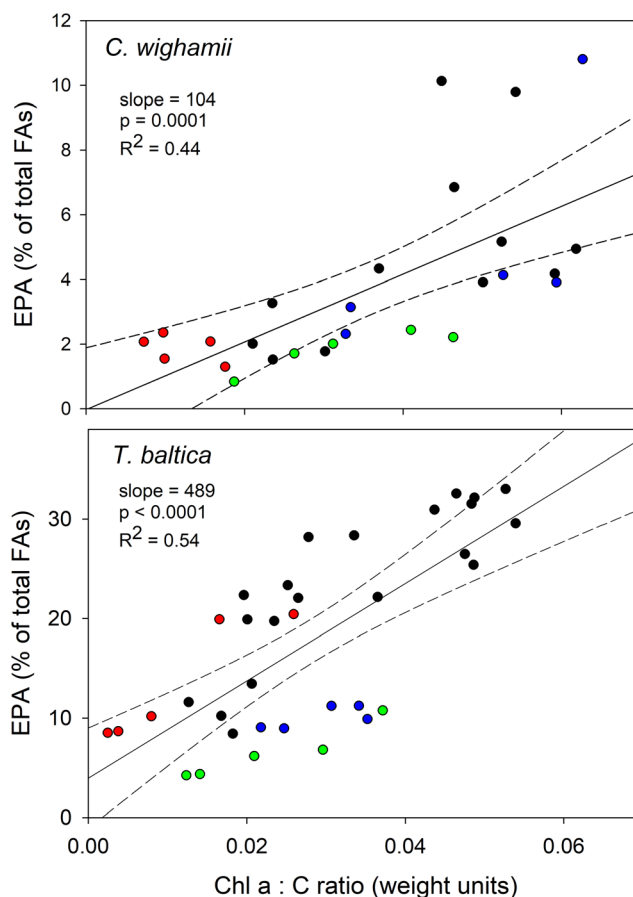 C. wighamii
slope = 104
p = 0.0001
R² = 0.44
EPA (% of total FAs)
12
10
8
6
4
2
0
T. baltica
slope = 489
p < 0.0001
R² = 0.54
EPA (% of total FAs)
30
20
10
0
0.00 0.02 0.04 0.06
Chl a : C ratio (weight units)